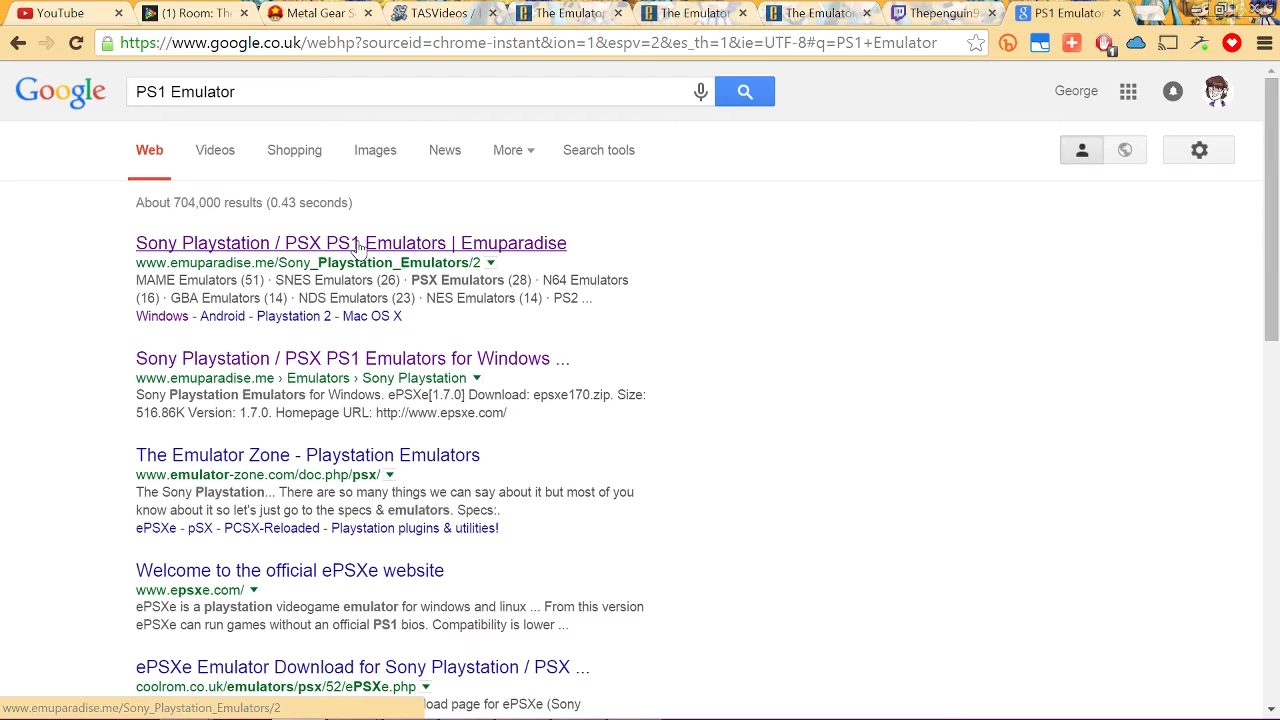 YouTube
(1) Room: The
Metal Gear S
TASVideos /
The Emulato
The Emulato
The Emulato
Thepenguin9
PS1 Emulator
https://www.google.co.uk/webhp?sourceid=chrome-instant&ion=1&espv=2&es_th=1&ie=UTF-8#q=PS1+Emulator
1
Google
PS1 Emulator
George
Web
Videos
Shopping
Images
News
More
Search tools
About 704,000 results (0.43 seconds)
Sony Playstation / PSX PS1 Emulators | Emuparadise
www.emuparadise.me/Sony_Playstation_Emulators/2
MAME Emulators (51) · SNES Emulators (26) · PSX Emulators (28) · N64 Emulators
(16) · GBA Emulators (14) · NDS Emulators (23) · NES Emulators (14) · PS2 ...
Windows - Android - Playstation 2 - Mac OS X
Sony Playstation / PSX PS1 Emulators for Windows ...
www.emuparadise.me › Emulators › Sony Playstation
Sony Playstation Emulators for Windows. ePSXe[1.7.0] Download: epsxe170.zip. Size:
516.86K Version: 1.7.0. Homepage URL: http://www.epsxe.com/
The Emulator Zone - Playstation Emulators
www.emulator-zone.com/doc.php/psx/
The Sony Playstation... There are so many things we can say about it but most of you
know about it so let's just go to the specs & emulators. Specs:.
ePSXe - pSX - PCSX-Reloaded - Playstation plugins & utilities!
Welcome to the official ePSXe website
www.epsxe.com/
ePSXe is a playstation videogame emulator for windows and linux ... From this version
ePSXe can run games without an official PS1 bios. Compatibility is lower ...
ePSXe Emulator Download for Sony Playstation / PSX ...
coolrom.co.uk/emulators/psx/52/ePSXe.php
load page for ePSXe (Sony
www.emuparadise.me/Sony_Playstation_Emulators/2